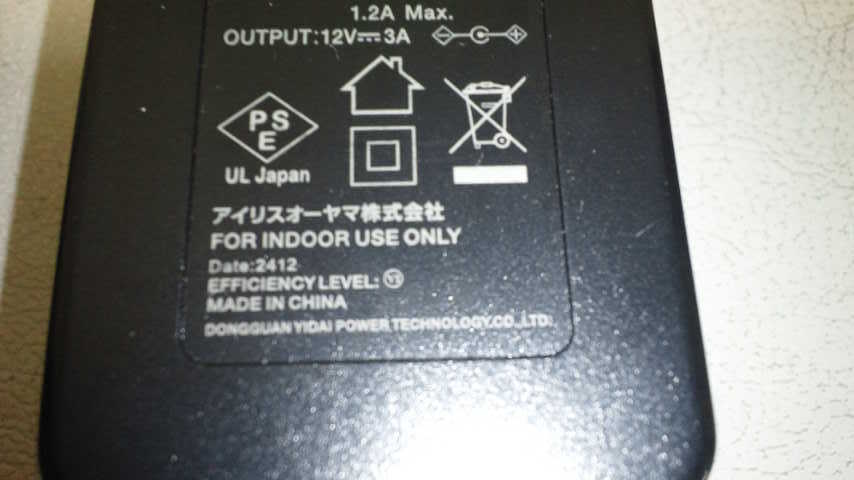 1.2A Max.
OUTPUT:12V⎓3A
PSE
UL Japan
アイリスオーヤマ株式会社
FOR INDOOR USE ONLY
Date:2412
EFFICIENCY LEVEL: VI
MADE IN CHINA
DONGGUAN YIDAI POWER TECHNOLOGY.CO.,LTD.